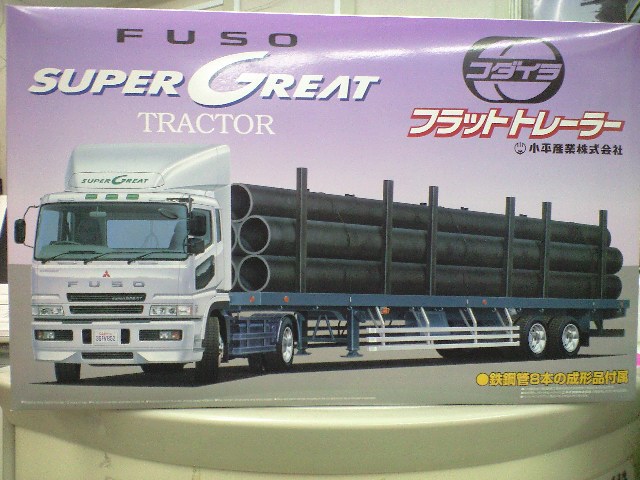 FUSO
SUPER GREAT
TRACTOR
コダイラ
フラットトレーラー
小平産業株式会社
SUPER GREAT
FUSO
●鉄鋼管8本の成形品付属